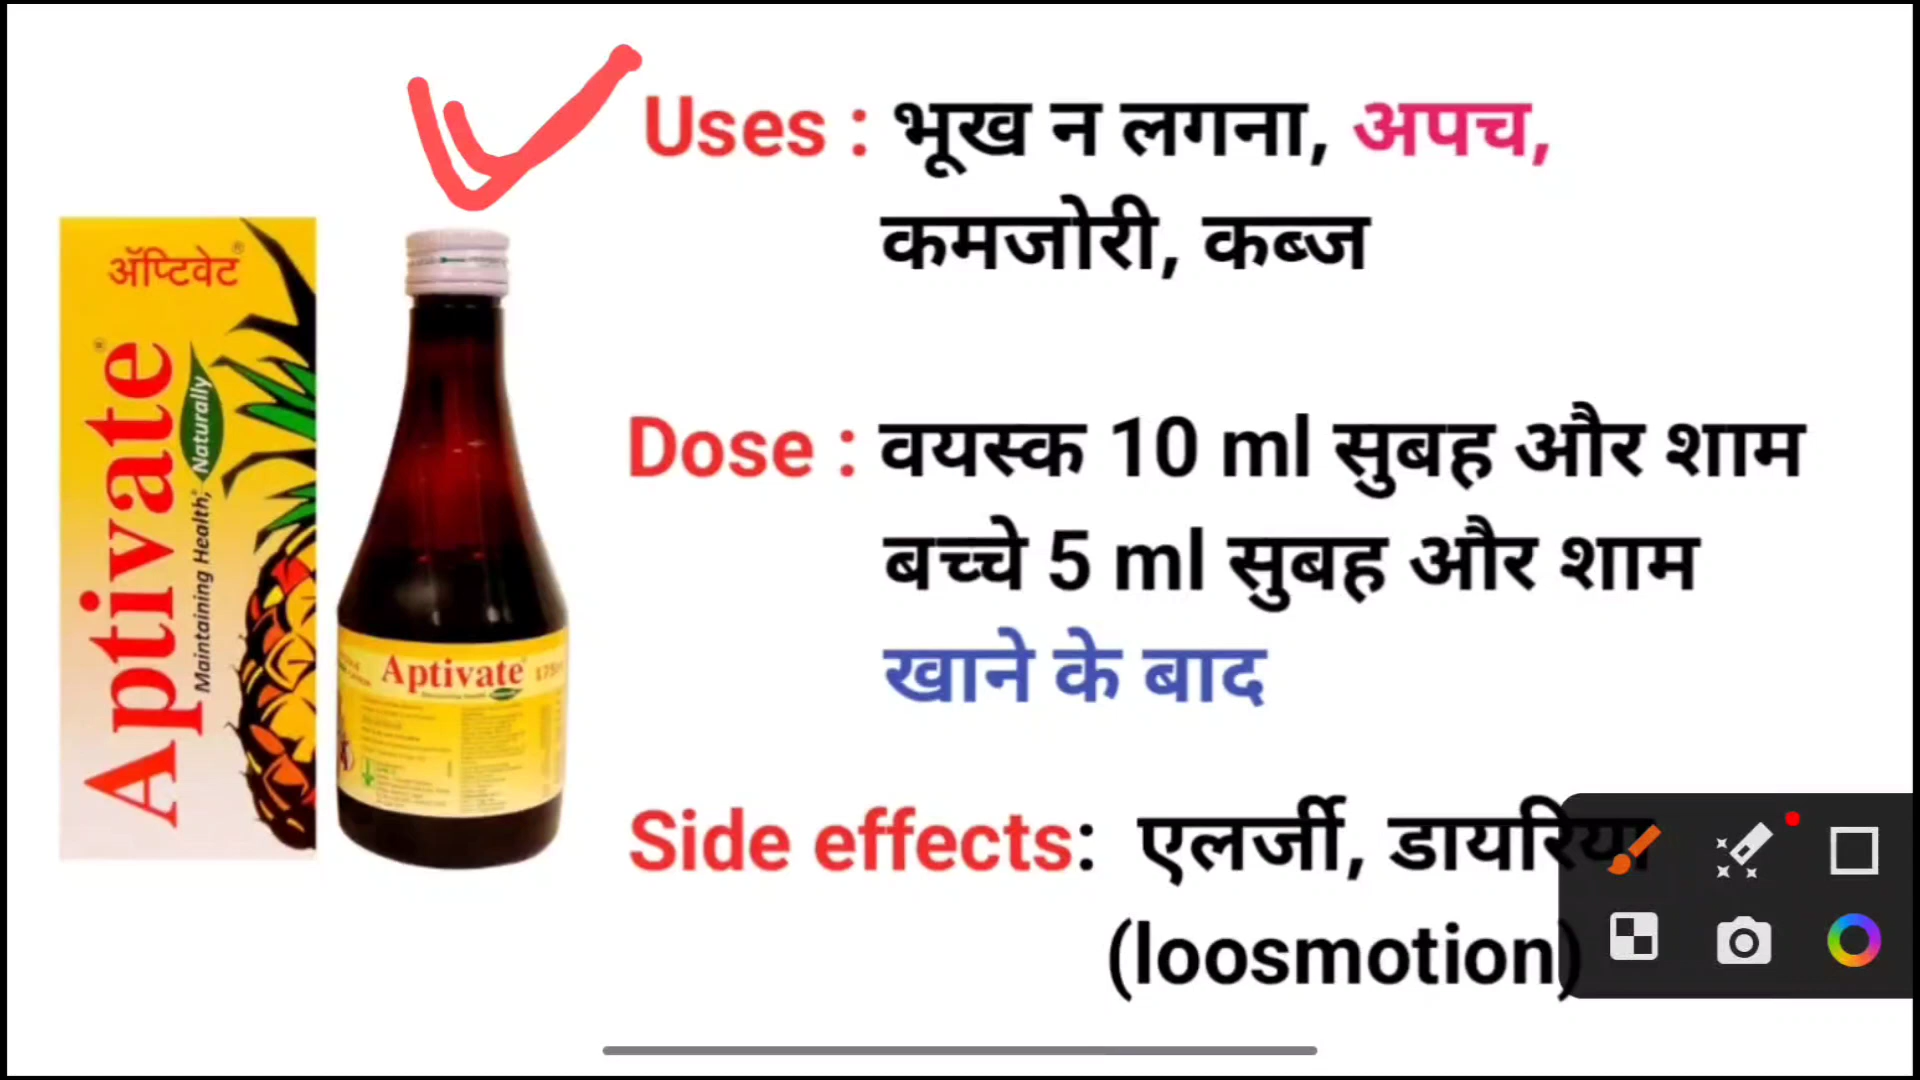 Uses : भूख न लगना, अपच,
कमजोरी, कब्ज
ॲप्टिवेट®
Aptivate®
Maintaining Health, Naturally
Aptivate
Dose : वयस्क 10 ml सुबह और शाम
बच्चे 5 ml सुबह और शाम
खाने के बाद
Side effects: एलर्जी, डायरिया
(loosmotion)